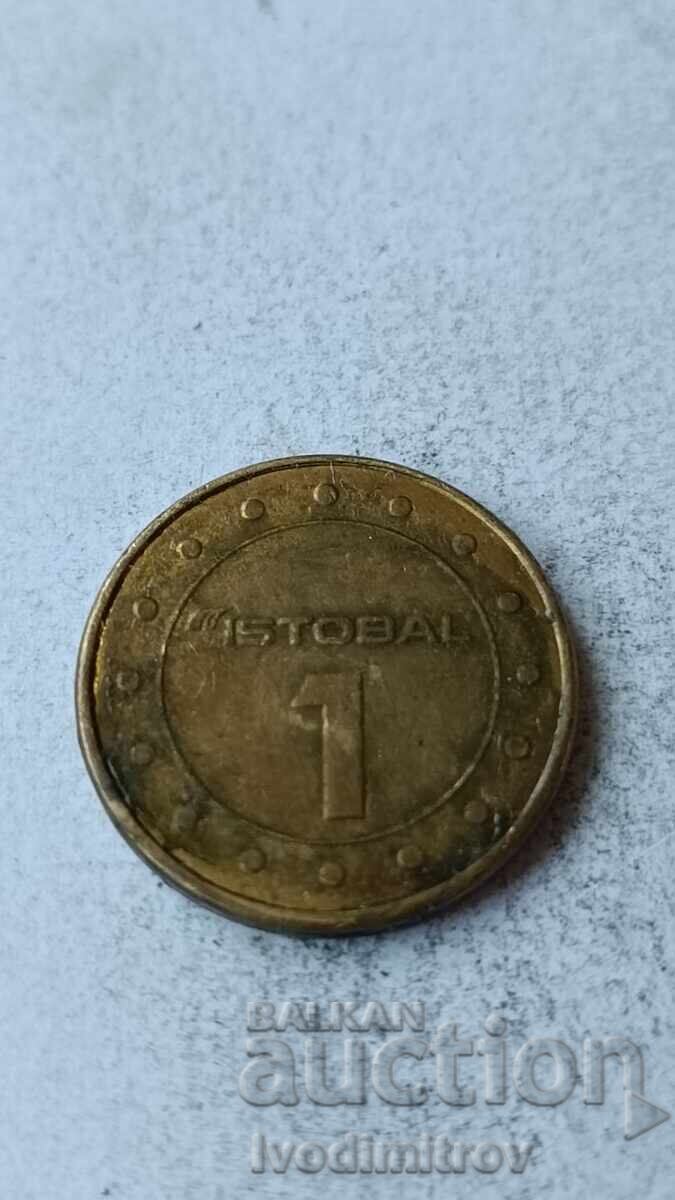 ISTOBAL
1
BALKAN
auction
Ivodimitrov